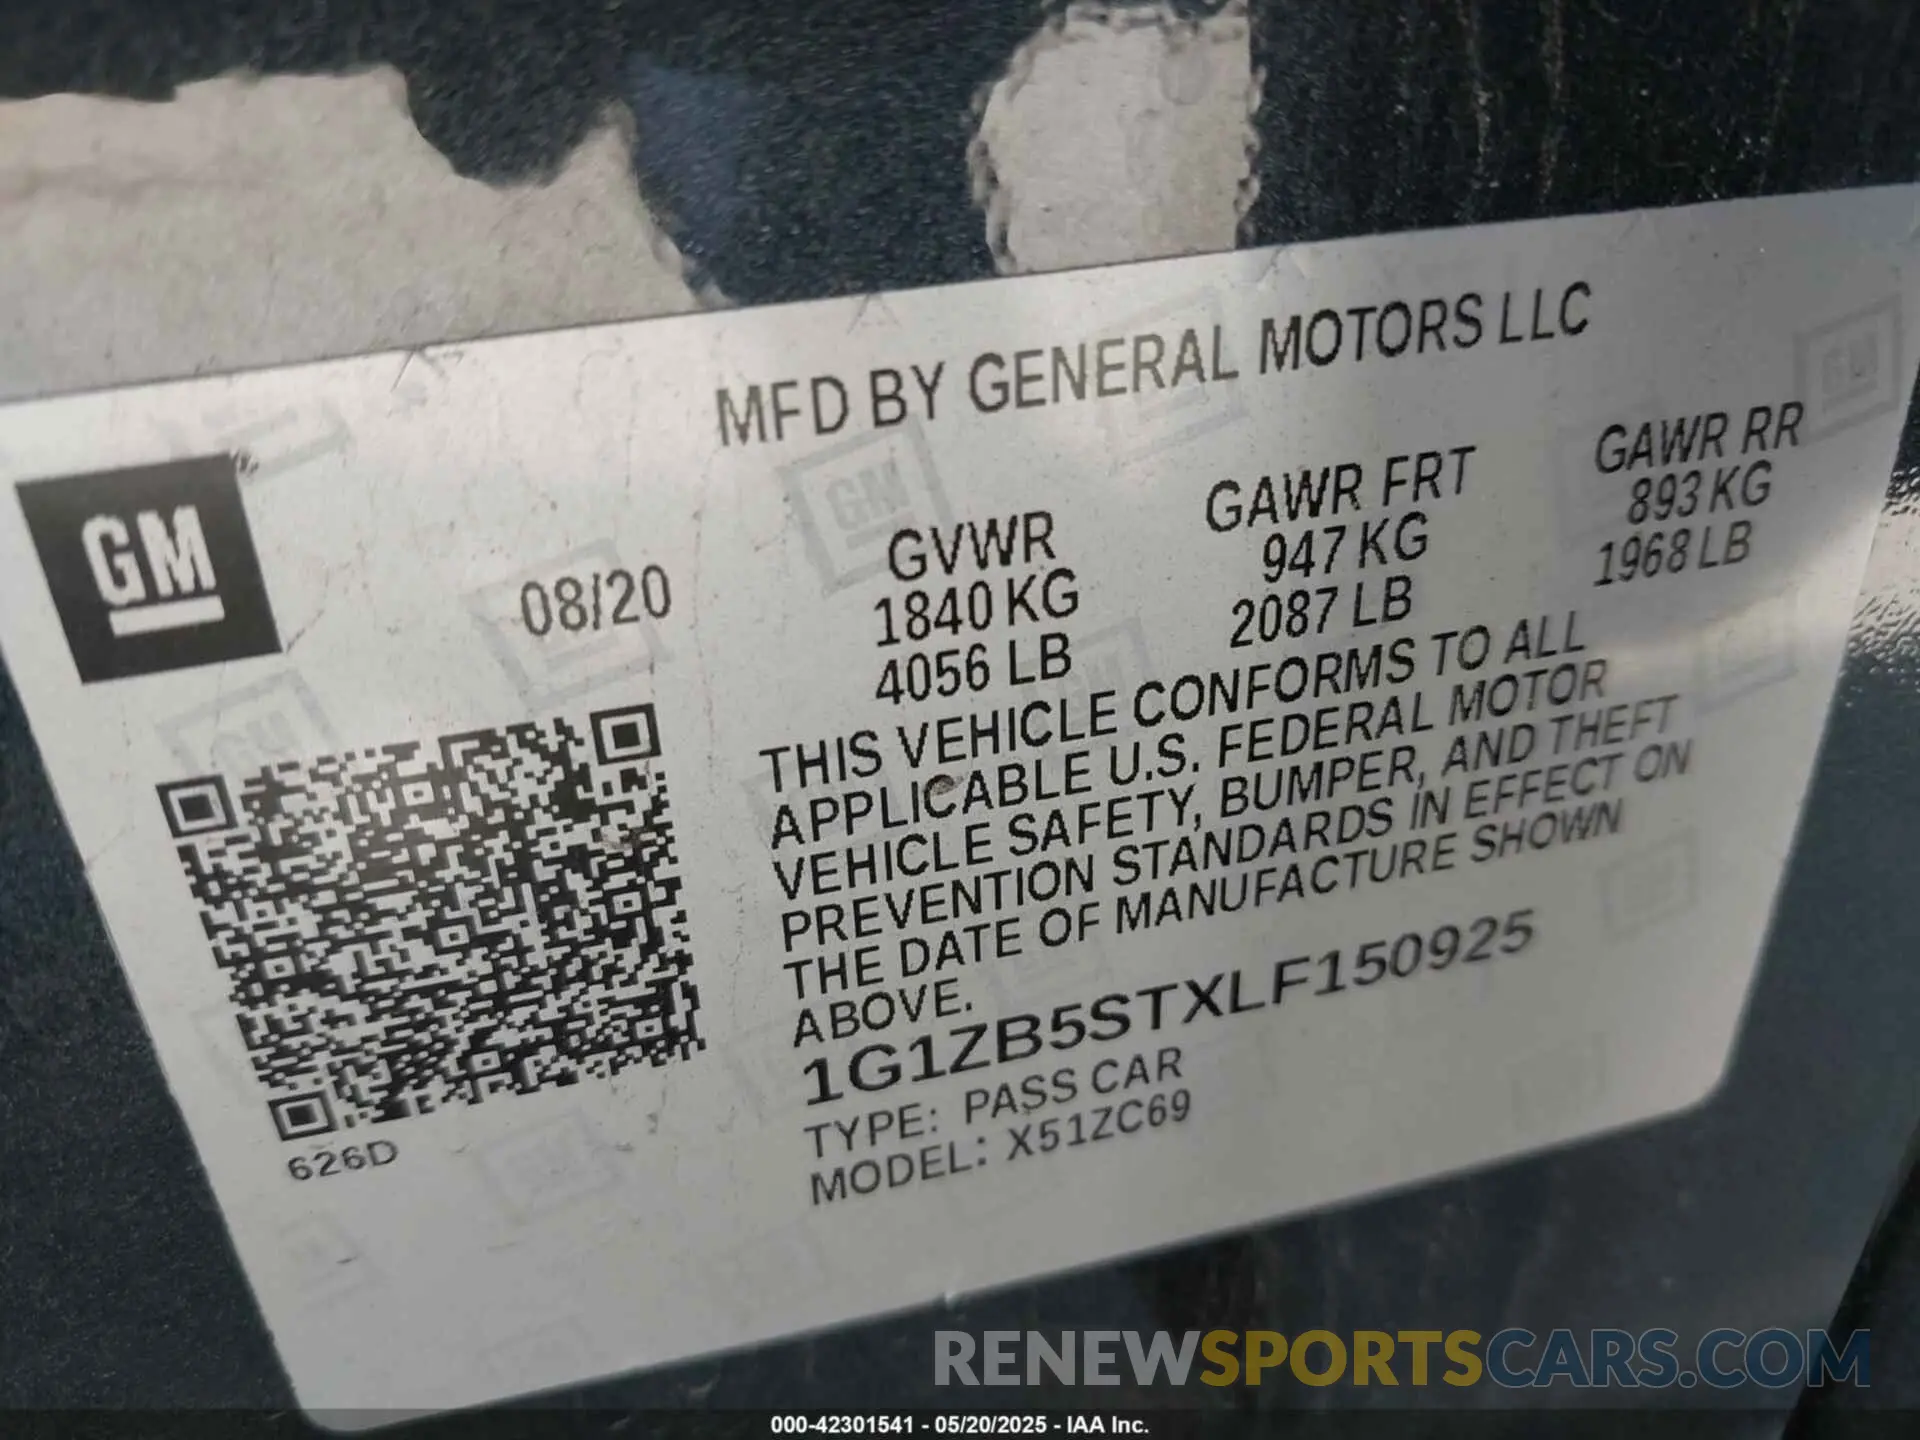 MFD BY GENERAL MOTORS LLC
GM
08/20
GVWR
1840 KG
4056 LB
GAWR FRT
947 KG
2087 LB
GAWR RR
893 KG
1968 LB
THIS VEHICLE CONFORMS TO ALL
APPLICABLE U.S. FEDERAL MOTOR
VEHICLE SAFETY, BUMPER, AND THEFT
PREVENTION STANDARDS IN EFFECT ON
THE DATE OF MANUFACTURE SHOWN
ABOVE.
1G1ZB5STXLF150925
TYPE: PASS CAR
MODEL: X51ZC69
626D
RENEWSPORTSCARS.COM
000-42301541 - 05/20/2025 - IAA Inc.